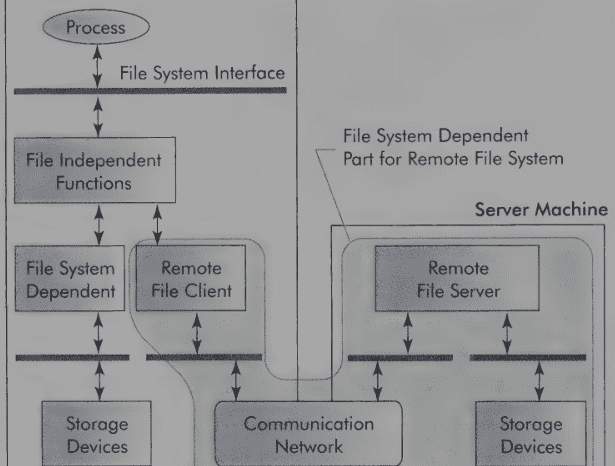 Process
File System Interface
File Independent
Functions
File System Dependent
Part for Remote File System
Server Machine
File System
Dependent
Remote
File Client
Remote
File Server
Storage
Devices
Communication
Network
Storage
Devices